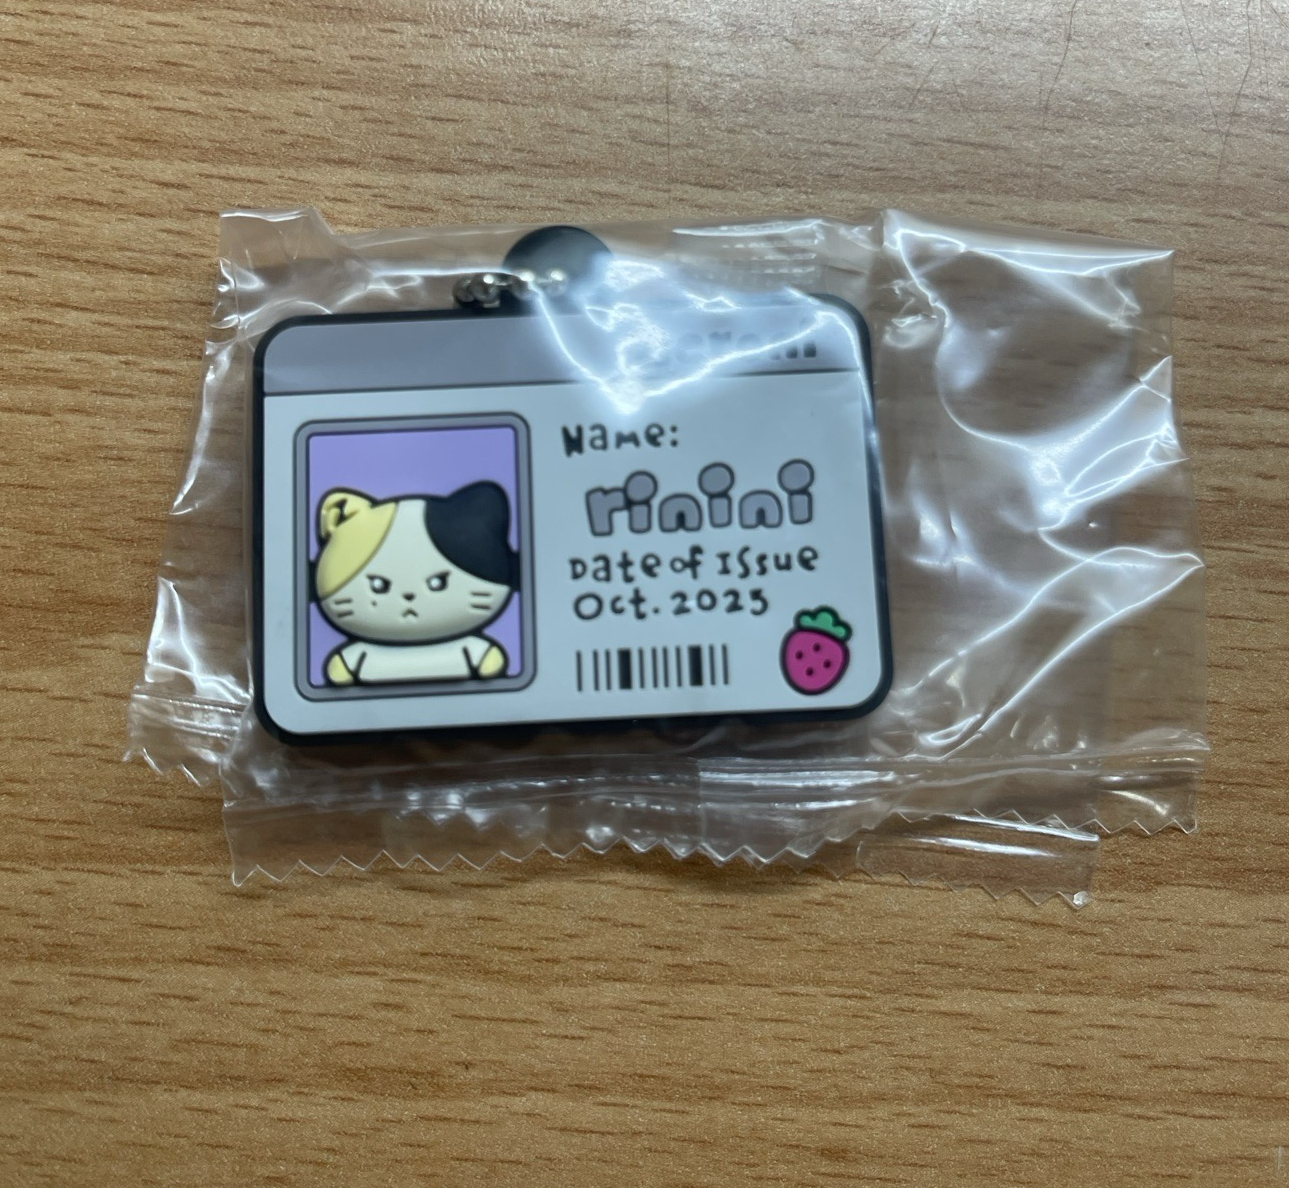 Name:
rinini
Date of Issue
Oct. 2025